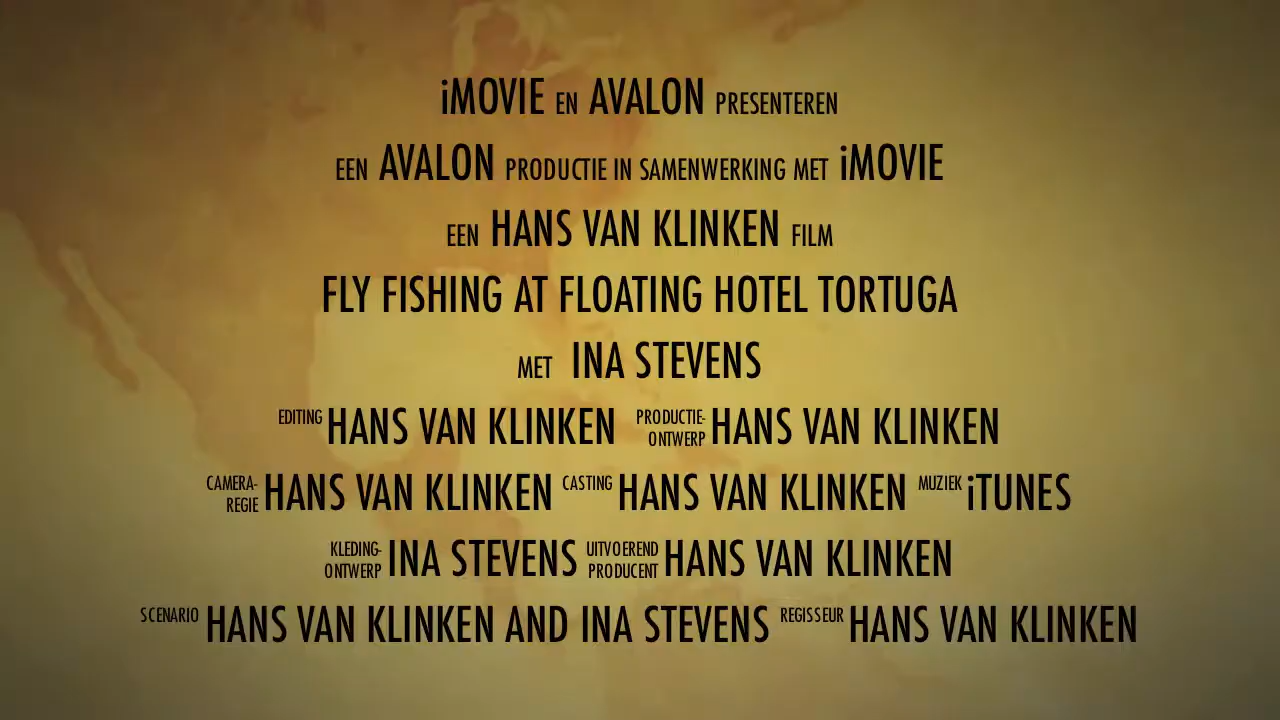 iMOVIE EN AVALON PRESENTEREN
EEN AVALON PRODUCTIE IN SAMENWERKING MET iMOVIE
EEN HANS VAN KLINKEN FILM
FLY FISHING AT FLOATING HOTEL TORTUGA
MET INA STEVENS
EDITING HANS VAN KLINKEN PRODUCTIE-ONTWERP HANS VAN KLINKEN
CAMERA-REGIE HANS VAN KLINKEN CASTING HANS VAN KLINKEN MUZIEK iTUNES
KLEDING-ONTWERP INA STEVENS UITVOEREND PRODUCENT HANS VAN KLINKEN
SCENARIO HANS VAN KLINKEN AND INA STEVENS REGISSEUR HANS VAN KLINKEN